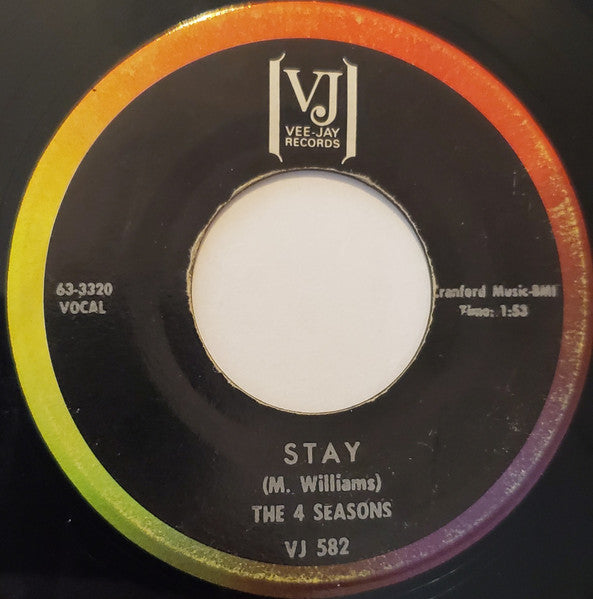 VJ
VEE-JAY
RECORDS
63-3320
VOCAL
Cranford Music-BMI
Time: 1:53
STAY
(M. Williams)
THE 4 SEASONS
VJ 582